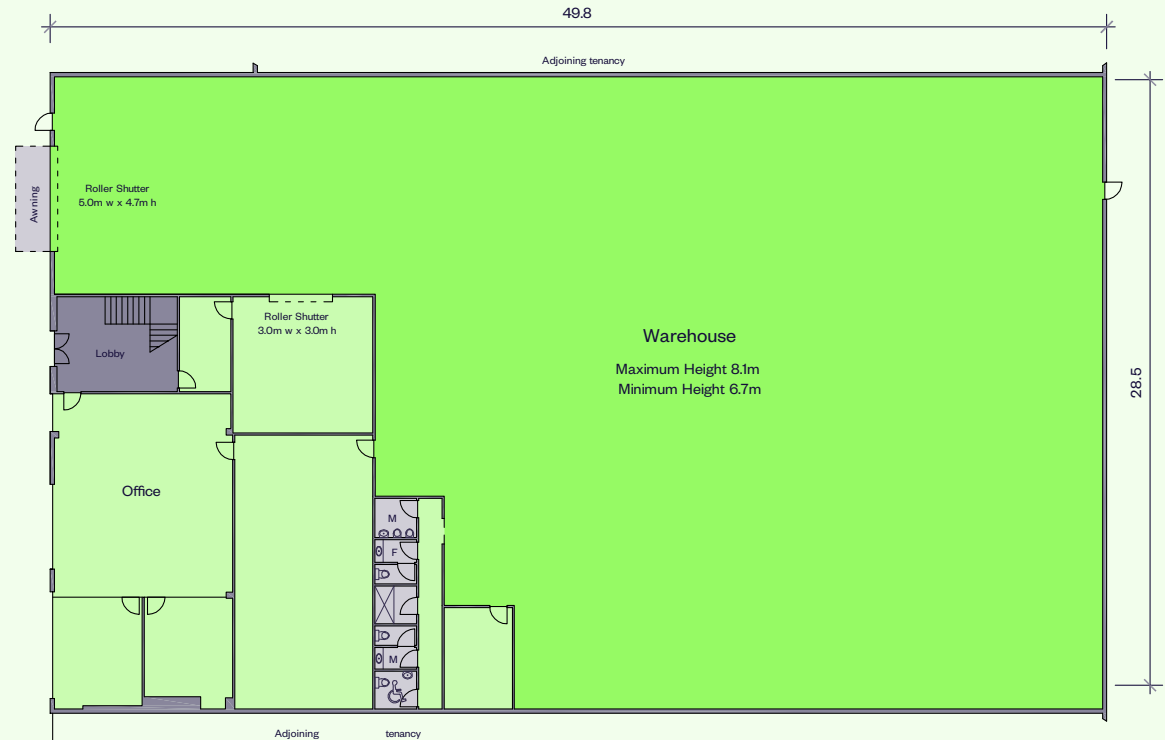 49.8
Adjoining tenancy
Awning
Roller Shutter
5.0m w x 4.7m h
Roller Shutter
3.0m w x 3.0m h
Lobby
Warehouse
Maximum Height 8.1m
Minimum Height 6.7m
28.5
Office
M
F
M
Adjoining tenancy